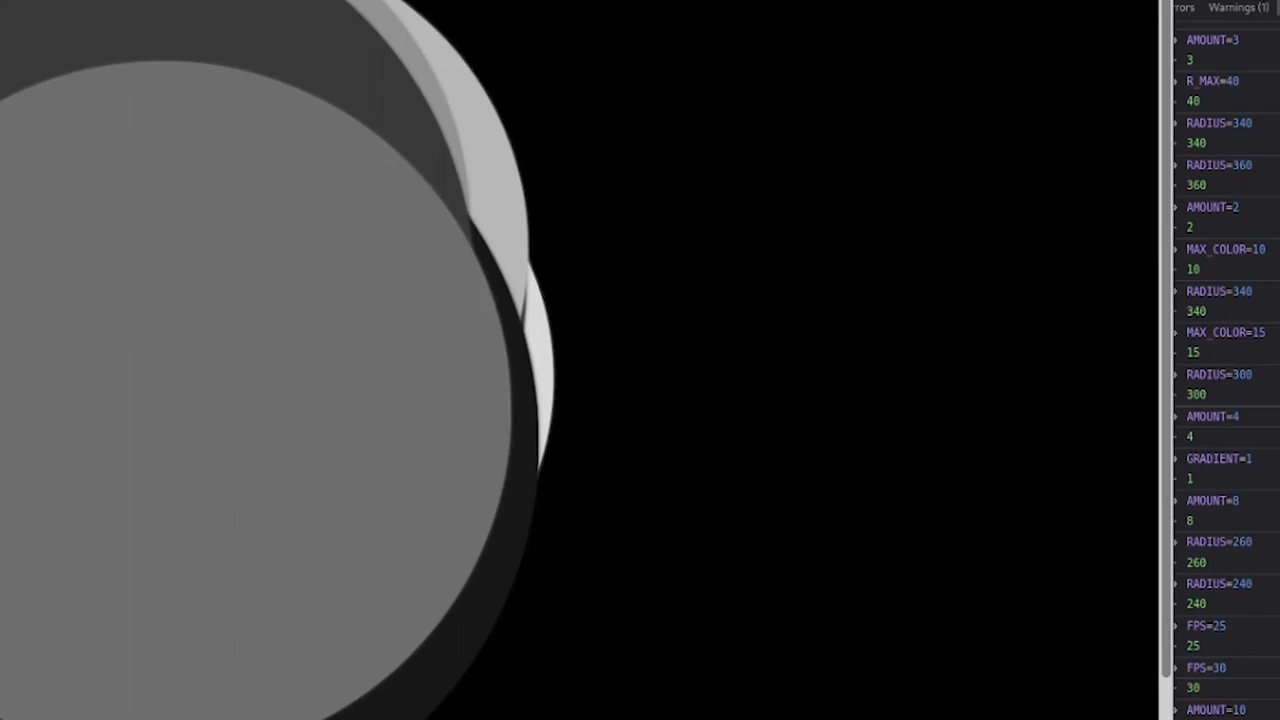 Warnings (1)
AMOUNT=3
3
R_MAX=40
40
RADIUS=340
340
RADIUS=360
360
AMOUNT=2
2
MAX_COLOR=10
10
RADIUS=340
340
MAX_COLOR=15
15
RADIUS=300
300
AMOUNT=4
4
GRADIENT=1
1
AMOUNT=8
8
RADIUS=260
260
RADIUS=240
240
FPS=25
25
FPS=30
30
AMOUNT=10